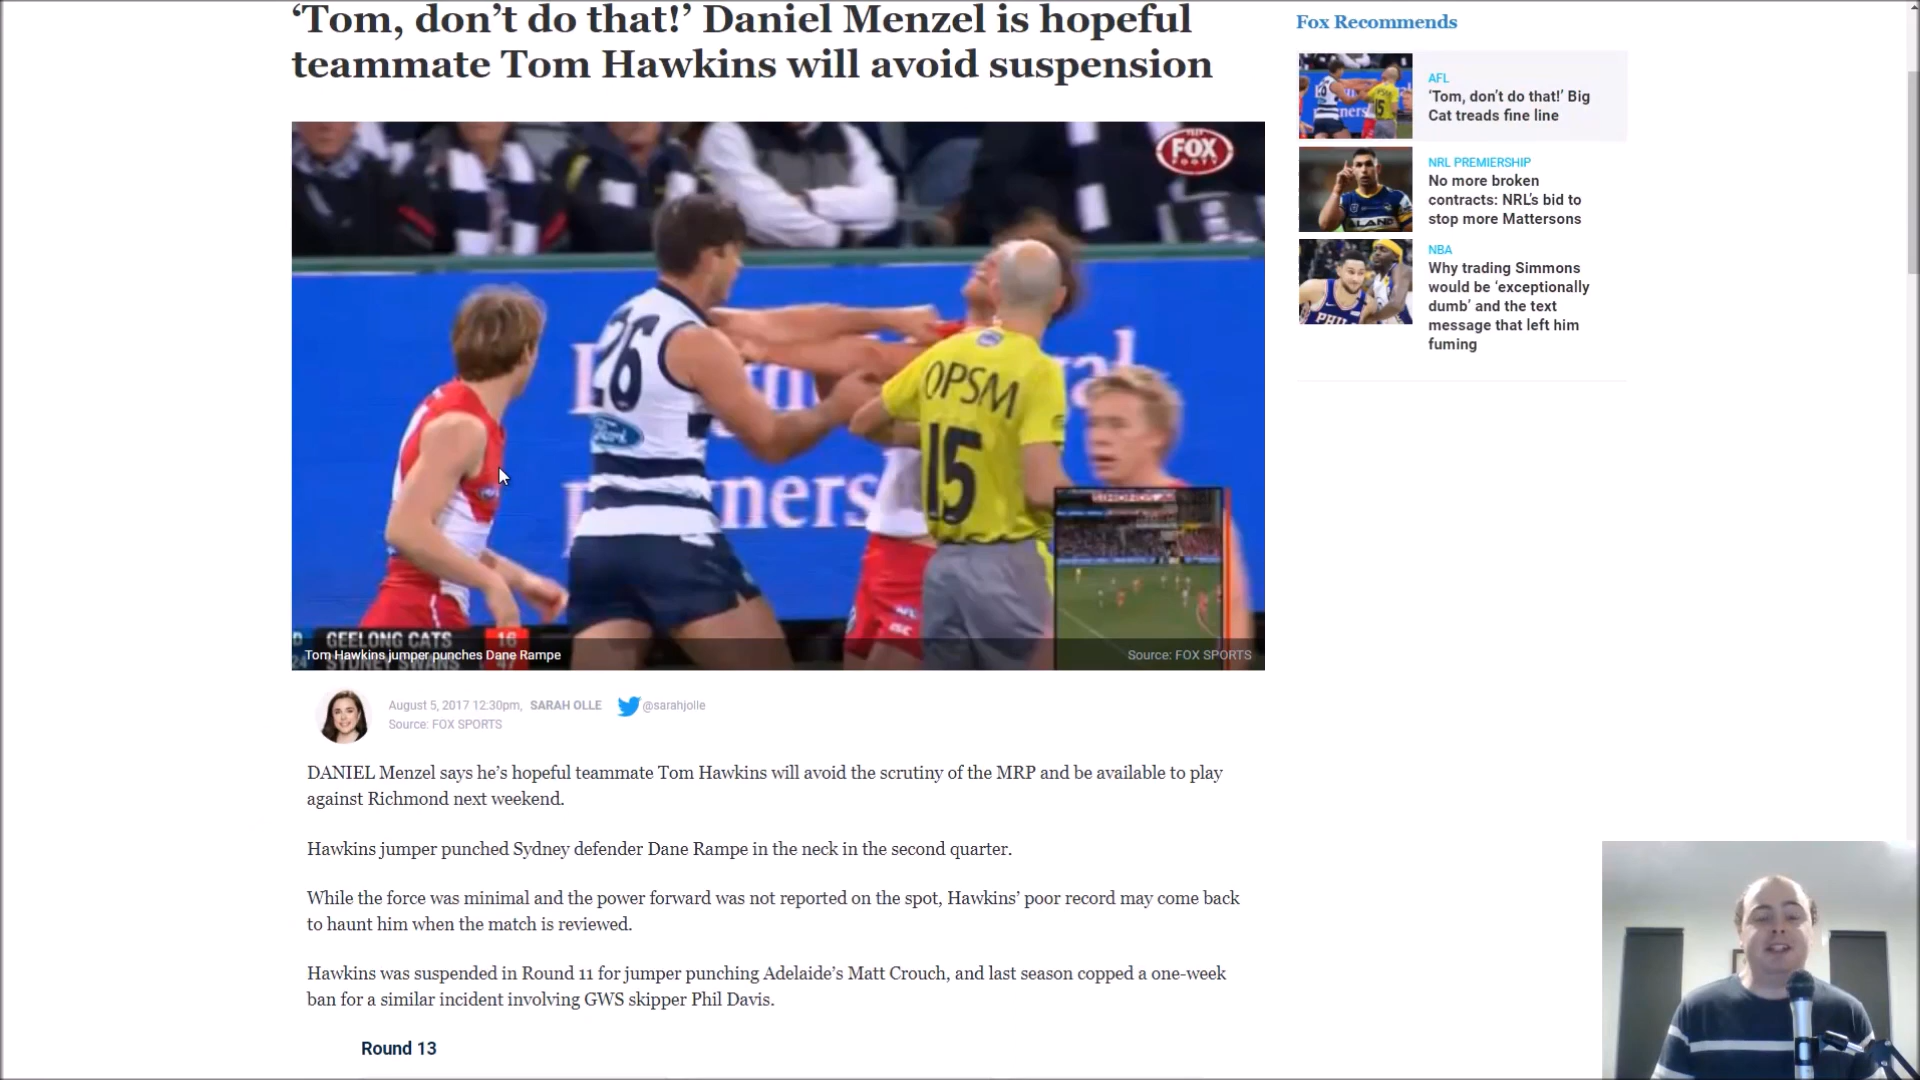 ‘Tom, don’t do that!’ Daniel Menzel is hopeful
teammate Tom Hawkins will avoid suspension
FOX
FOOTY
26
Ford
OPSM
15
AFL
GEELONG CATS 16
Tom Hawkins jumper punches Dane Rampe
Source: FOX SPORTS
August 5, 2017 12:30pm, SARAH OLLE @sarahjolle
Source: FOX SPORTS
DANIEL Menzel says he’s hopeful teammate Tom Hawkins will avoid the scrutiny of the MRP and be available to play
against Richmond next weekend.
Hawkins jumper punched Sydney defender Dane Rampe in the neck in the second quarter.
While the force was minimal and the power forward was not reported on the spot, Hawkins’ poor record may come back
to haunt him when the match is reviewed.
Hawkins was suspended in Round 11 for jumper punching Adelaide’s Matt Crouch, and last season copped a one-week
ban for a similar incident involving GWS skipper Phil Davis.
Round 13
Fox Recommends
AFL
‘Tom, don’t do that!’ Big
Cat treads fine line
NRL PREMIERSHIP
No more broken
contracts: NRL’s bid to
stop more Mattersons
NBA
Why trading Simmons
would be ‘exceptionally
dumb’ and the text
message that left him
fuming